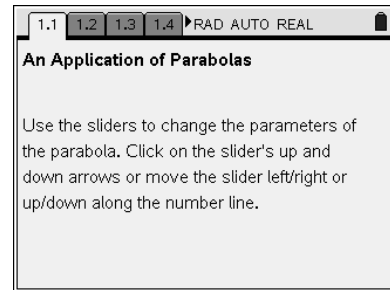 1.1 1.2 1.3 1.4 RAD AUTO REAL
An Application of Parabolas
Use the sliders to change the parameters of
the parabola. Click on the slider's up and
down arrows or move the slider left/right or
up/down along the number line.